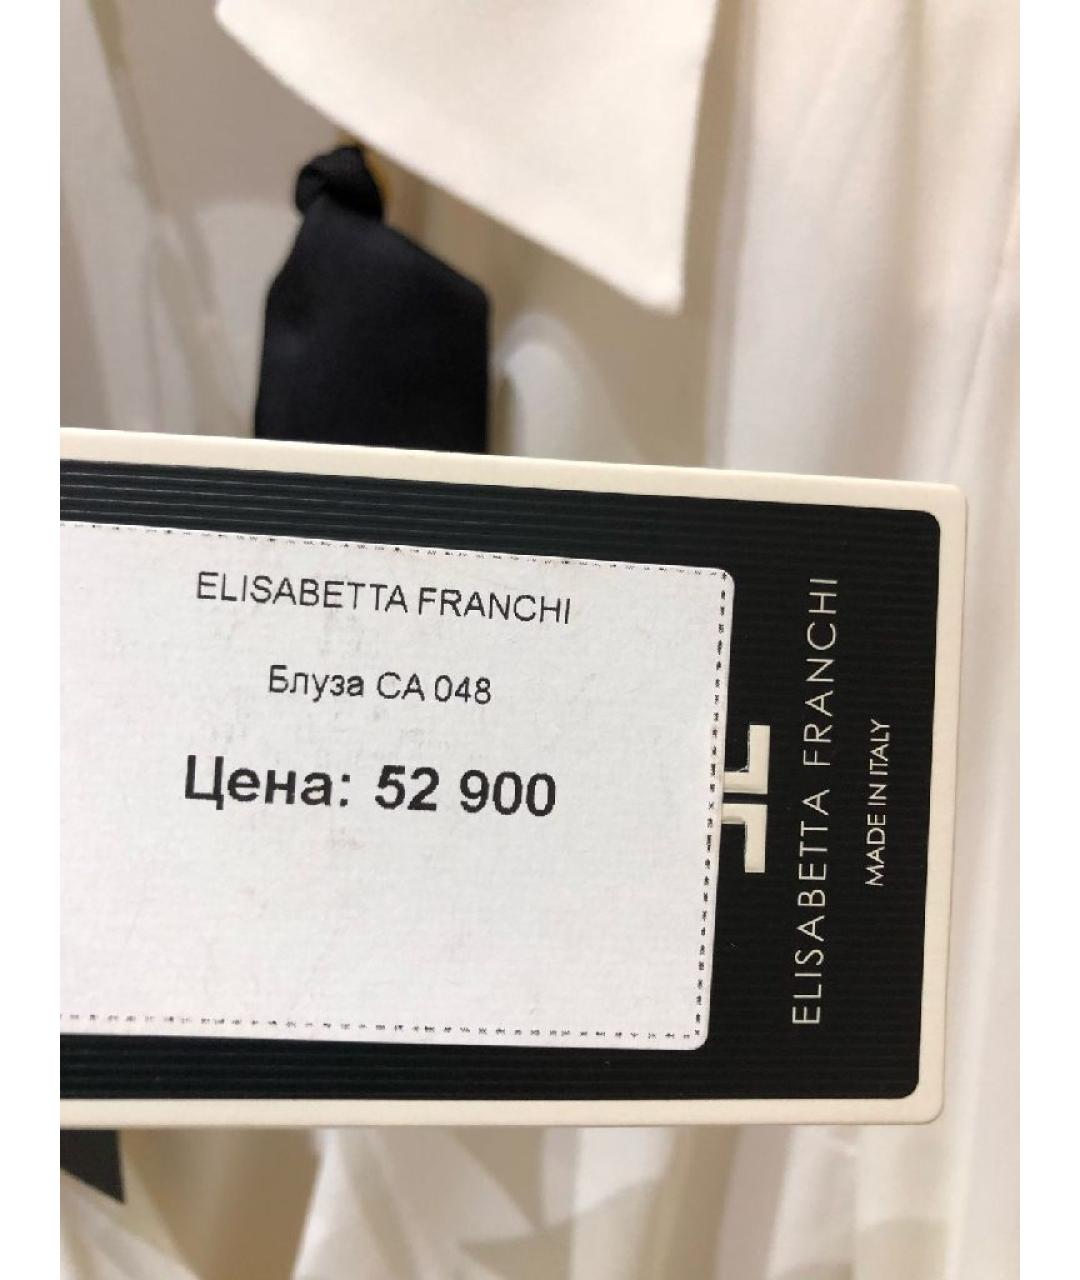 ELISABETTA FRANCHI
Блуза CA 048
Цена: 52 900
ELISABETTA FRANCHI
MADE IN ITALY